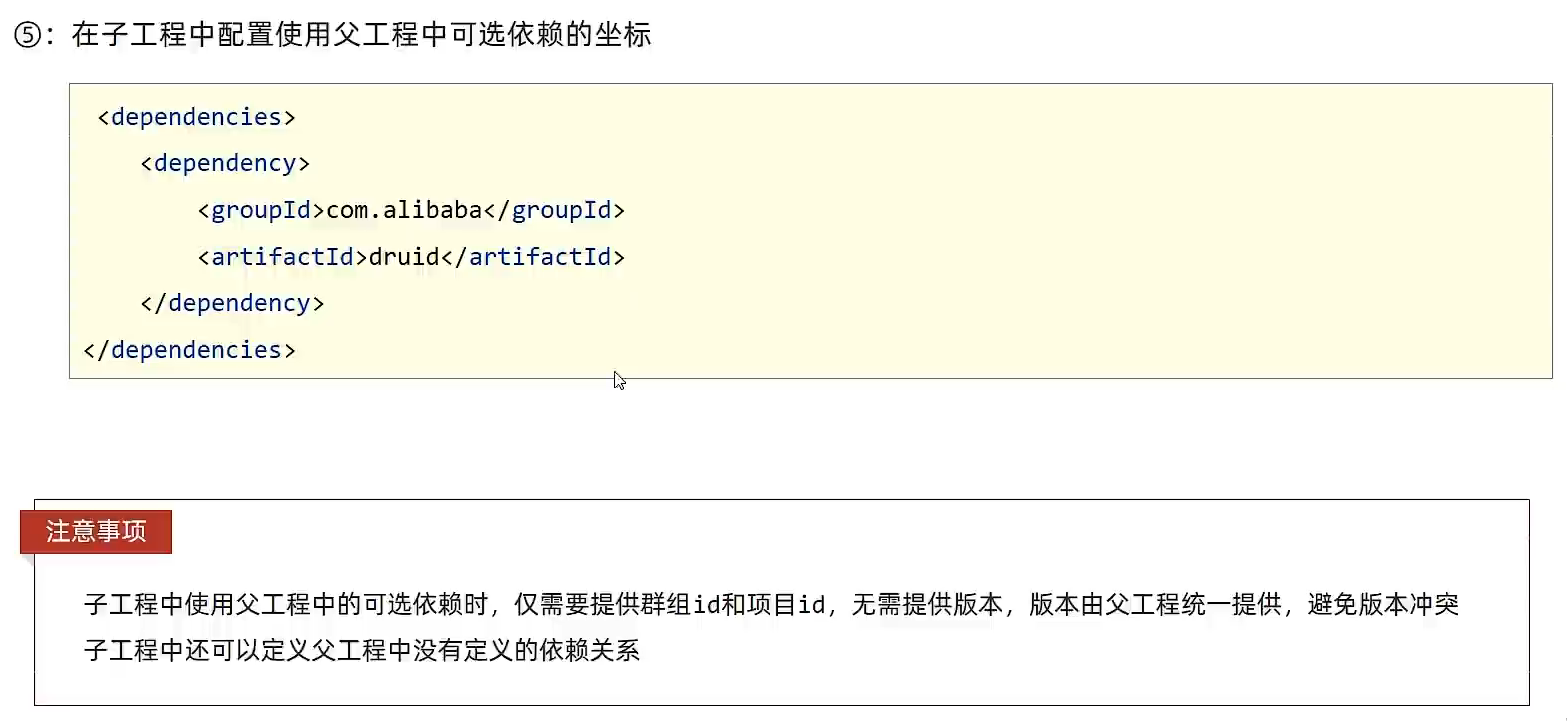 ⑤：在子工程中配置使用父工程中可选依赖的坐标
<dependencies>
<dependency>
<groupId>com.alibaba</groupId>
<artifactId>druid</artifactId>
</dependency>
</dependencies>
注意事项
子工程中使用父工程中的可选依赖时，仅需要提供群组id和项目id，无需提供版本，版本由父工程统一提供，避免版本冲突
子工程中还可以定义父工程中没有定义的依赖关系